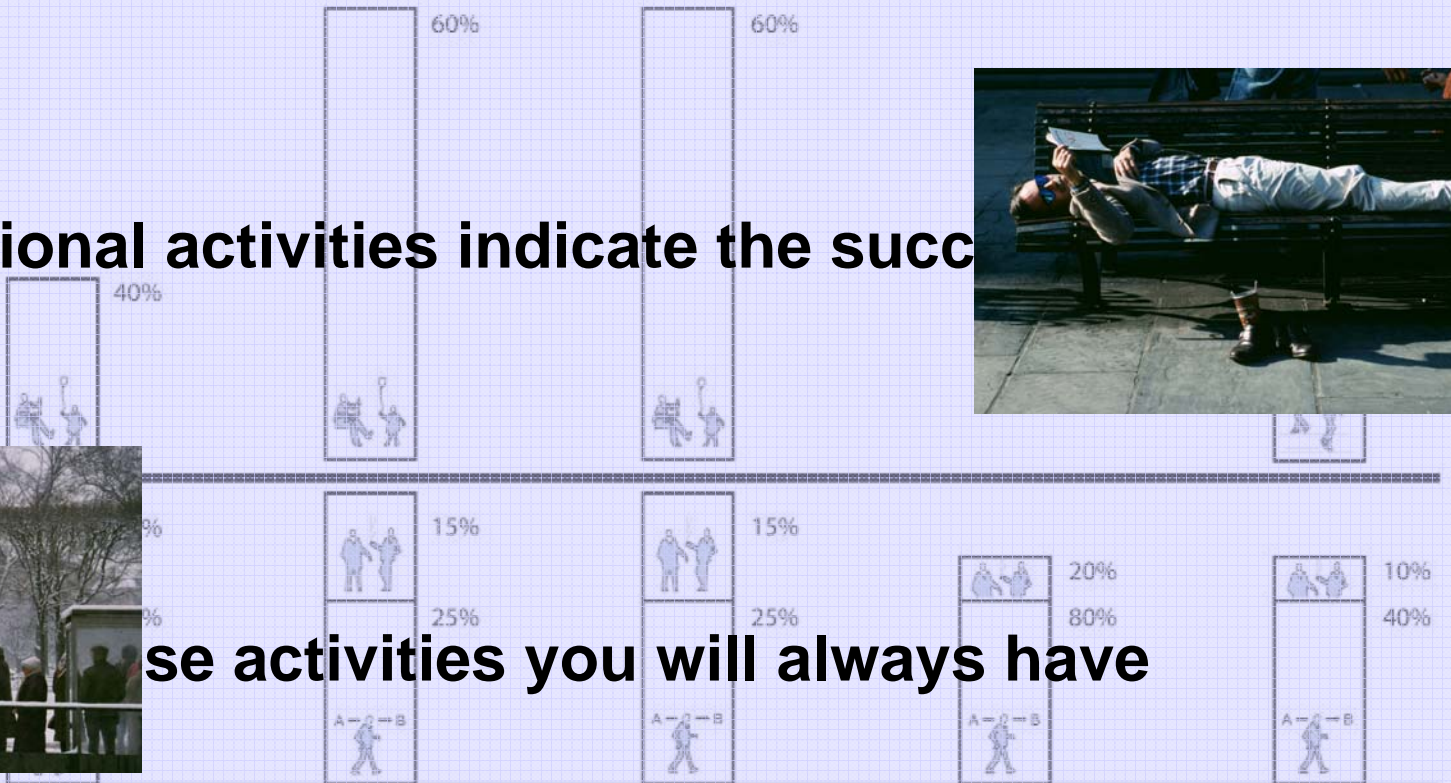 60% 60%
ional activities indicate the succ
40%
% 15% 15%
20% 10%
% 25% 25% 80% 40%
se activities you will always have
A B A B A B A B